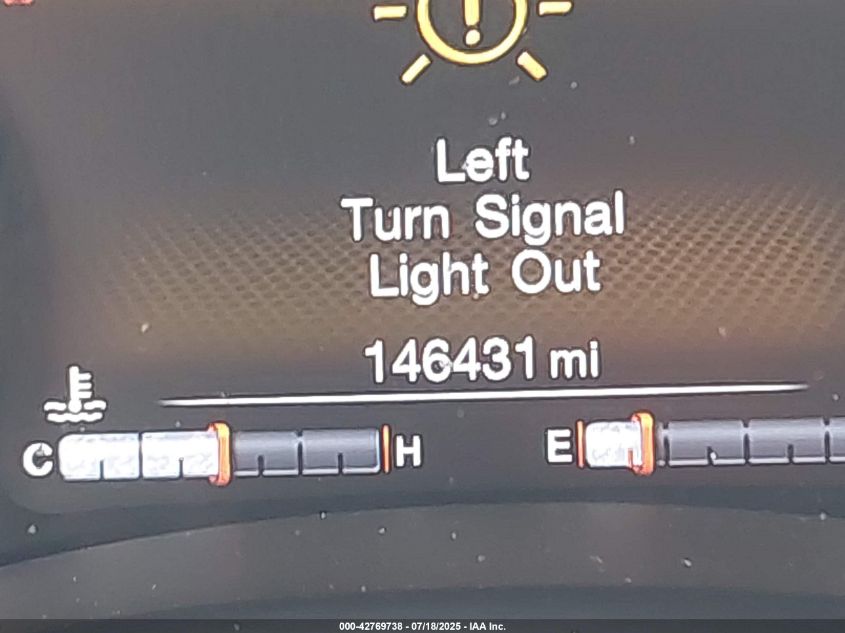 Left
Turn Signal
Light Out
146431 mi
C H E
000-42769738 - 07/18/2025 - IAA Inc.